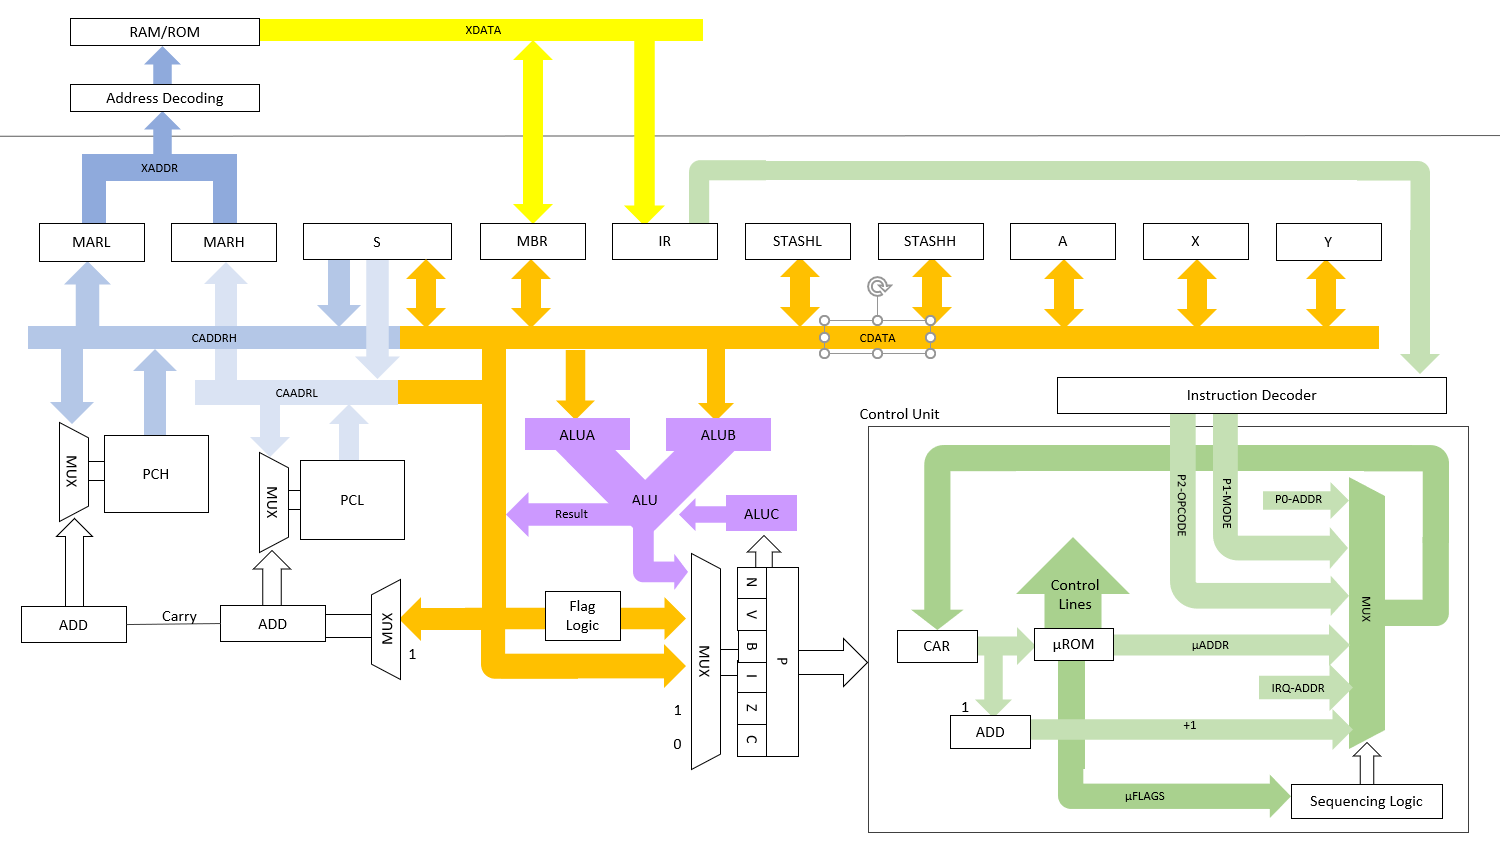 RAM/ROM
XDATA
Address Decoding
XADDR
MARL
MARH
S
MBR
IR
STASHL
STASHH
A
X
Y
CADDRH
CDATA
CAADRL
Instruction Decoder
Control Unit
ALUA
ALUB
MUX
PCH
MUX
PCL
ALU
Result
ALUC
P2-OPCODE
P1-MODE
P0-ADDR
Control
Lines
MUX
N
V
B
I
Z
C
P
MUX
1
0
Flag
Logic
MUX
1
ADD
Carry
ADD
CAR
µROM
µADDR
IRQ-ADDR
1
ADD
+1
µFLAGS
Sequencing Logic